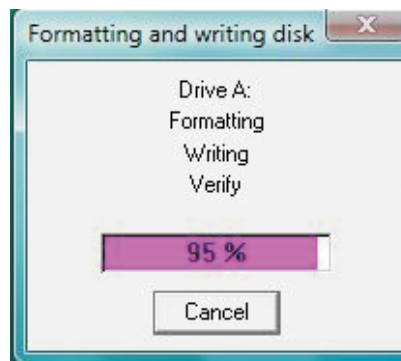 Formatting and writing disk
X
Drive A:
Formatting
Writing
Verify
95 %
Cancel